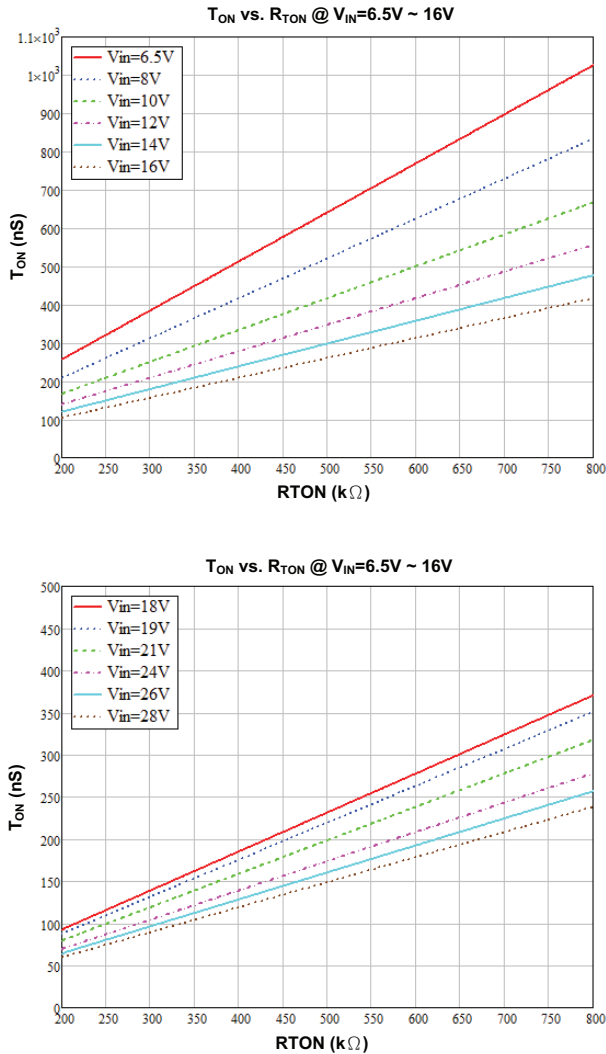 TON vs. RTON @ VIN=6.5V ~ 16V
1.1×10³
1×10³
900
800
700
600
500
400
300
200
100
0
TON (nS)
Vin=6.5V
Vin=8V
Vin=10V
Vin=12V
Vin=14V
Vin=16V
200 250 300 350 400 450 500 550 600 650 700 750 800
RTON (kΩ)
TON vs. RTON @ VIN=6.5V ~ 16V
500
450
400
350
300
250
200
150
100
50
0
TON (nS)
Vin=18V
Vin=19V
Vin=21V
Vin=24V
Vin=26V
Vin=28V
200 250 300 350 400 450 500 550 600 650 700 750 800
RTON (kΩ)